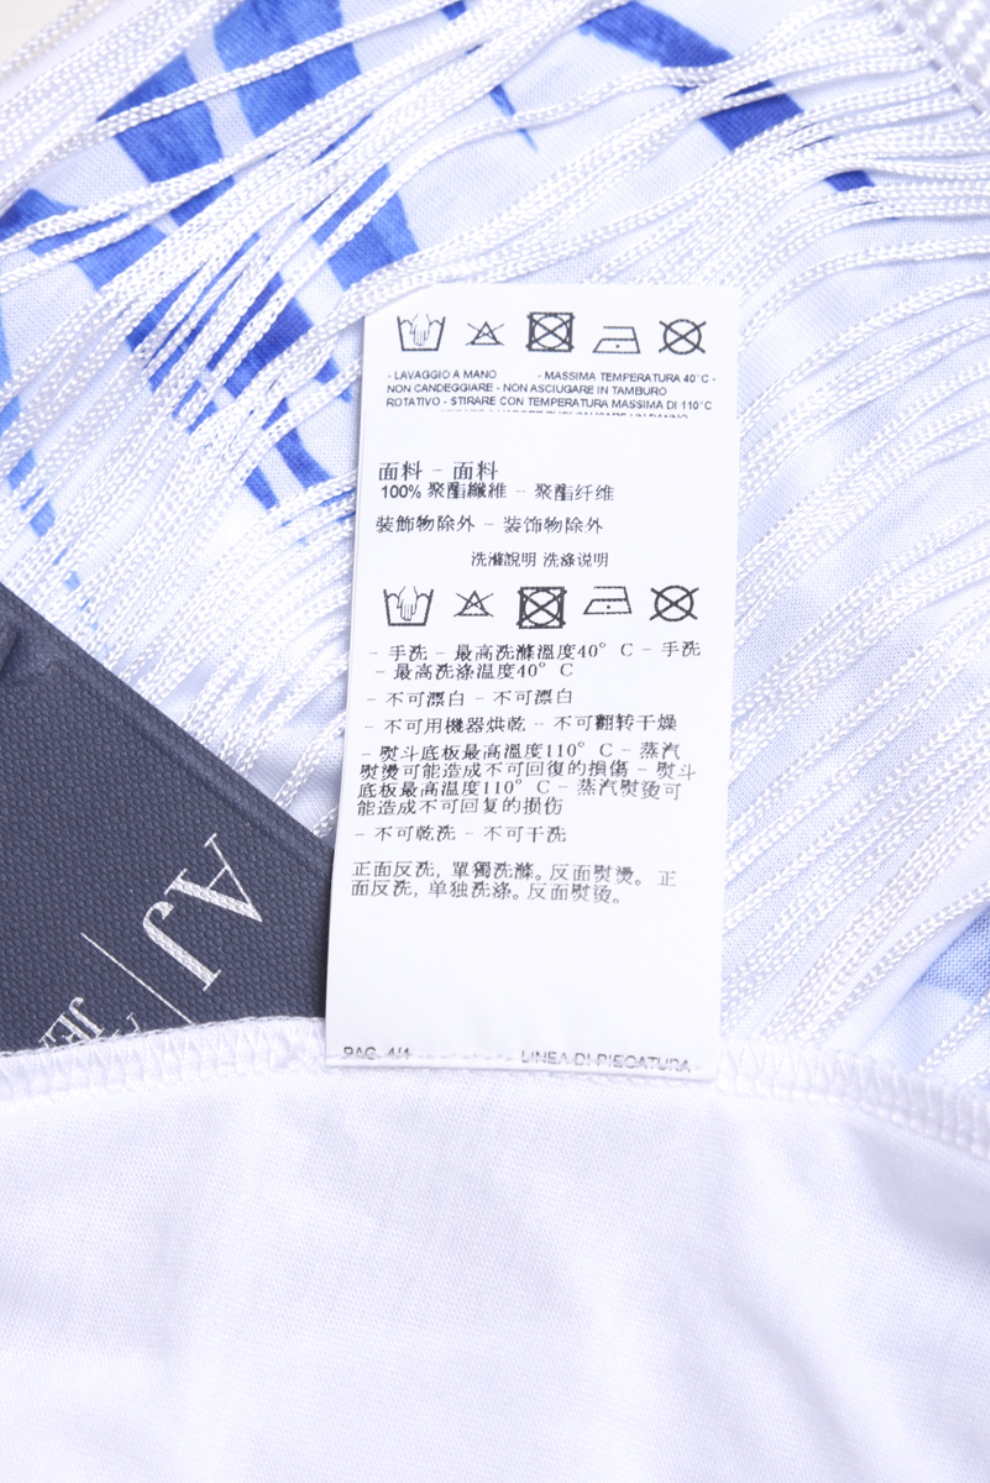 - LAVAGGIO A MANO - MASSIMA TEMPERATURA 40°C -
NON CANDEGGIARE - NON ASCIUGARE IN TAMBURO
ROTATIVO - STIRARE CON TEMPERATURA MASSIMA DI 110°C
面料 - 面料
100% 聚酯纖維 - 聚酯纤维
裝飾物除外 - 装饰物除外
洗滌說明 洗涤说明
- 手洗 - 最高洗滌溫度40° C - 手洗
- 最高洗涤温度40° C
- 不可漂白 - 不可漂白
- 不可用機器烘乾 - 不可翻转干燥
- 熨斗底板最高溫度110° C - 蒸汽
熨燙可能造成不可回復的損傷 - 熨斗
底板最高温度110° C - 蒸汽熨烫可
能造成不可回复的损伤
- 不可乾洗 - 不可干洗
正面反洗, 單獨洗滌。反面熨燙。 正
面反洗, 单独洗涤。反面熨烫。
PAG. 4/4 LINEA DI PIEGATURA
AJ